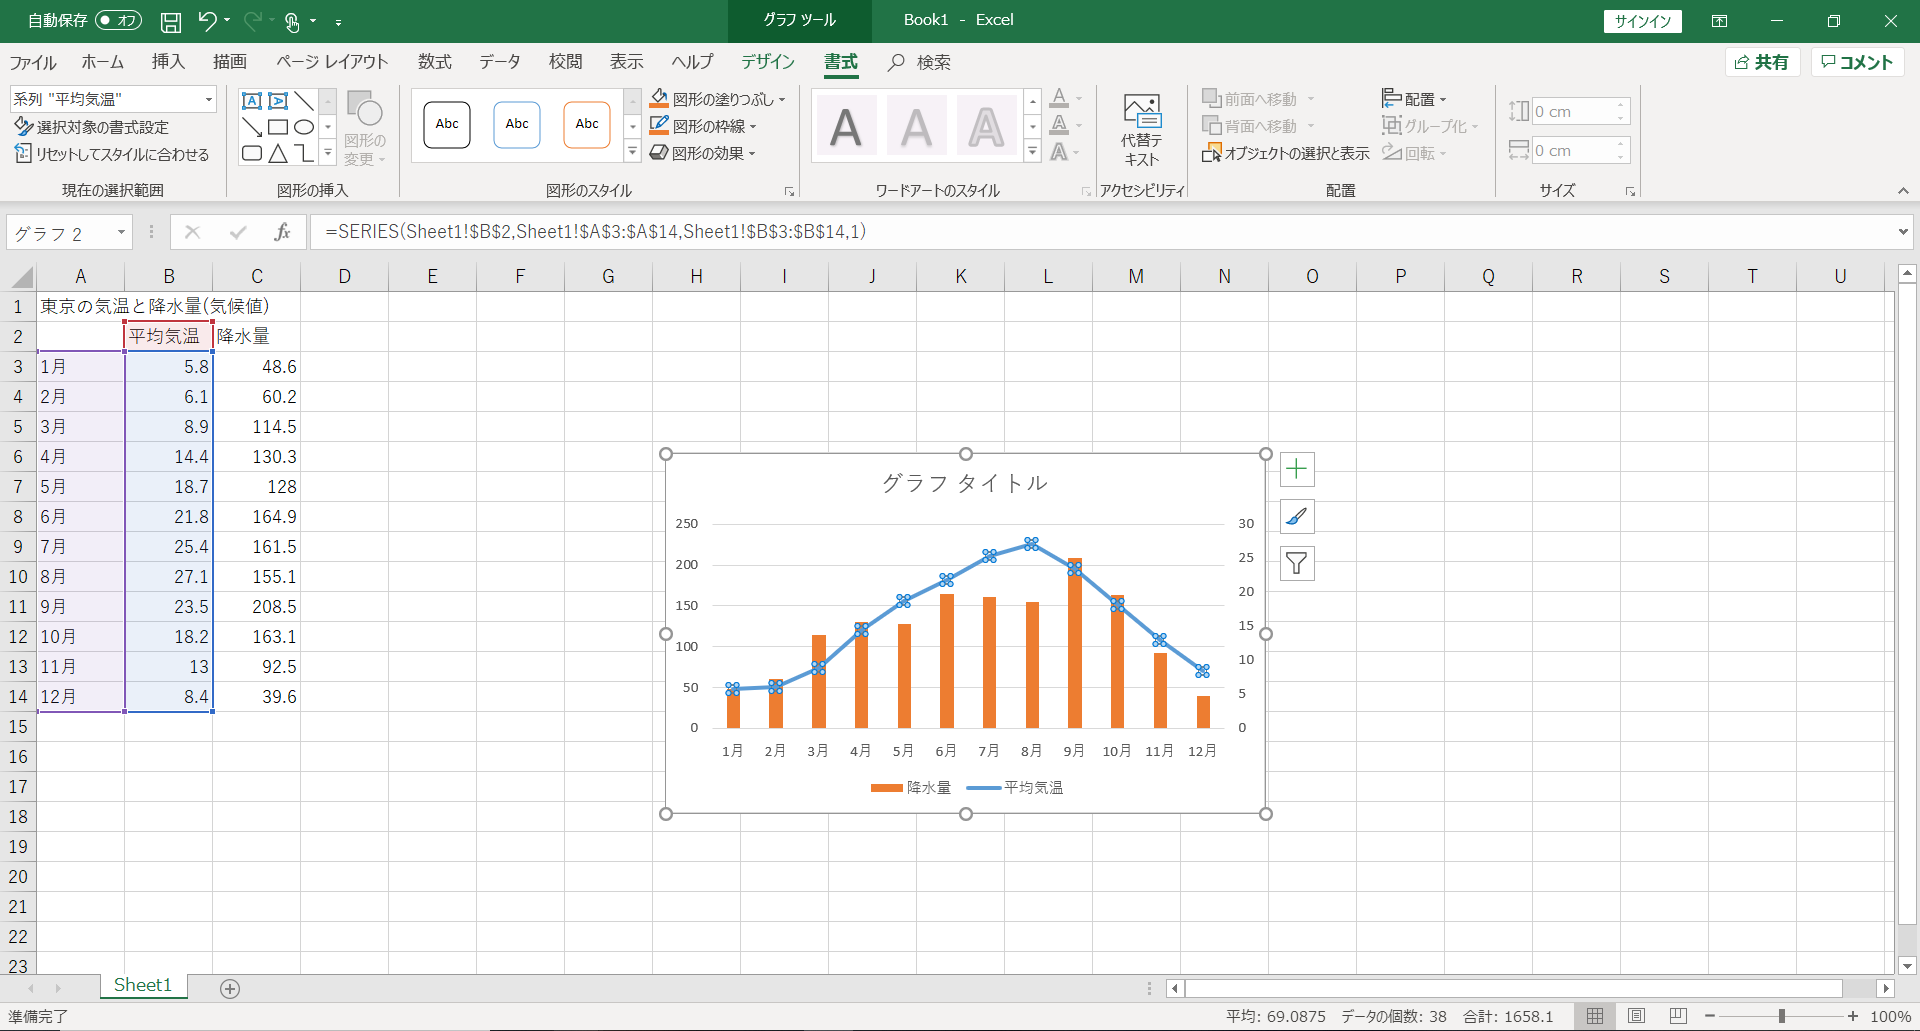 自動保存 オフ
グラフ ツール
Book1 - Excel
サインイン
ファイル ホーム 挿入 描画 ページ レイアウト 数式 データ 校閲 表示 ヘルプ デザイン 書式 検索
共有 コメント
系列 "平均気温"
選択対象の書式設定
リセットしてスタイルに合わせる
現在の選択範囲
図形の変更
図形の挿入
Abc Abc Abc
図形の塗りつぶし
図形の枠線
図形の効果
図形のスタイル
A A A
ワードアートのスタイル
代替テキスト
アクセシビリティ
前面へ移動
背面へ移動
オブジェクトの選択と表示
配置
グループ化
回転
配置
0 cm
0 cm
サイズ
グラフ 2
fx
=SERIES(Sheet1!$B$2,Sheet1!$A$3:$A$14,Sheet1!$B$3:$B$14,1)
A B C D E F G H I J K L M N O P Q R S T U
1 東京の気温と降水量(気候値)
2 平均気温 降水量
3 1月 5.8 48.6
4 2月 6.1 60.2
5 3月 8.9 114.5
6 4月 14.4 130.3
7 5月 18.7 128
8 6月 21.8 164.9
9 7月 25.4 161.5
10 8月 27.1 155.1
11 9月 23.5 208.5
12 10月 18.2 163.1
13 11月 13 92.5
14 12月 8.4 39.6
15
16
17
18
19
20
21
22
23
グラフ タイトル
250
200
150
100
50
0
30
25
20
15
10
5
0
1月 2月 3月 4月 5月 6月 7月 8月 9月 10月 11月 12月
降水量 平均気温
Sheet1
準備完了
平均: 69.0875 データの個数: 38 合計: 1658.1
100%